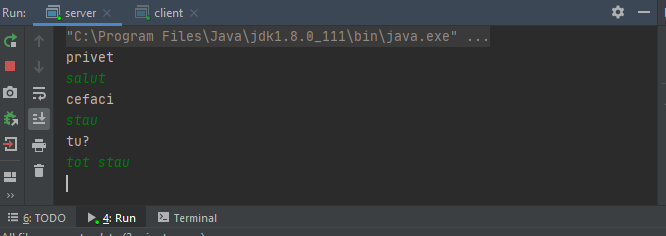 Run: server × client ×
"C:\Program Files\Java\jdk1.8.0_111\bin\java.exe" ...
privet
salut
cefaci
stau
tu?
tot stau
>>
6: TODO 4: Run Terminal